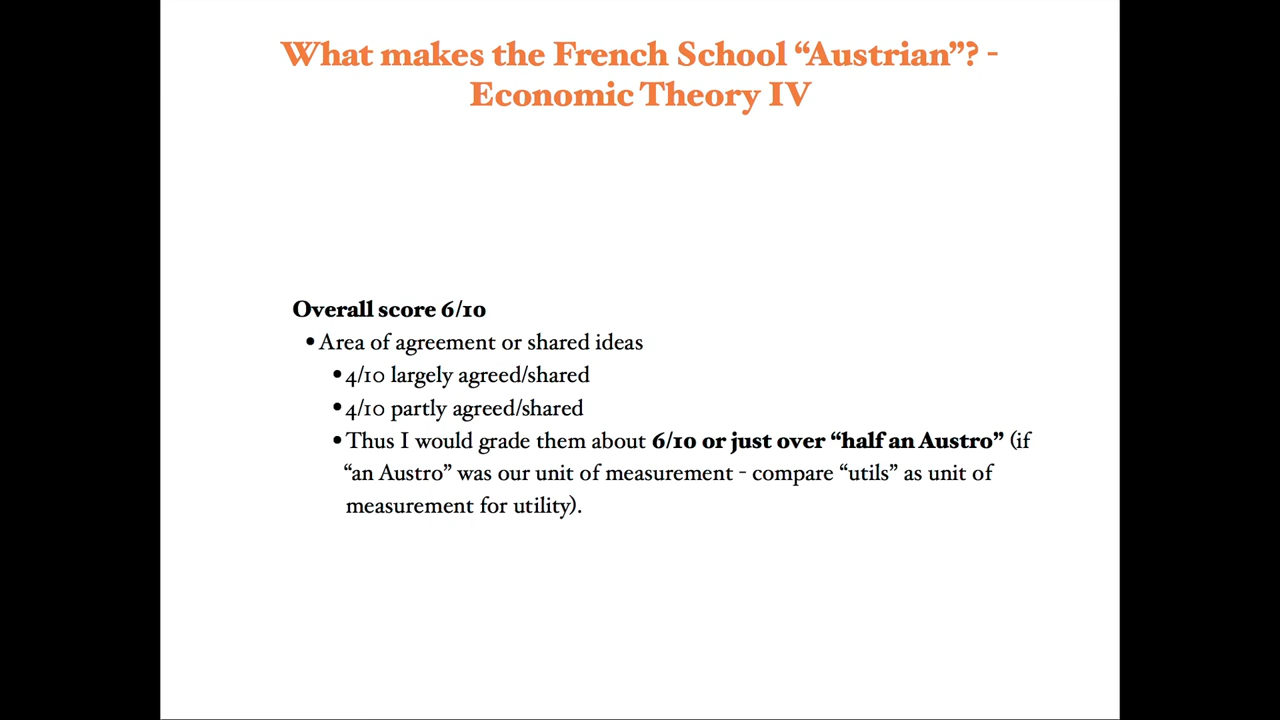 What makes the French School “Austrian”? -
Economic Theory IV
Overall score 6/10
•Area of agreement or shared ideas
•4/10 largely agreed/shared
•4/10 partly agreed/shared
•Thus I would grade them about 6/10 or just over “half an Austro” (if
“an Austro” was our unit of measurement - compare “utils” as unit of
measurement for utility).